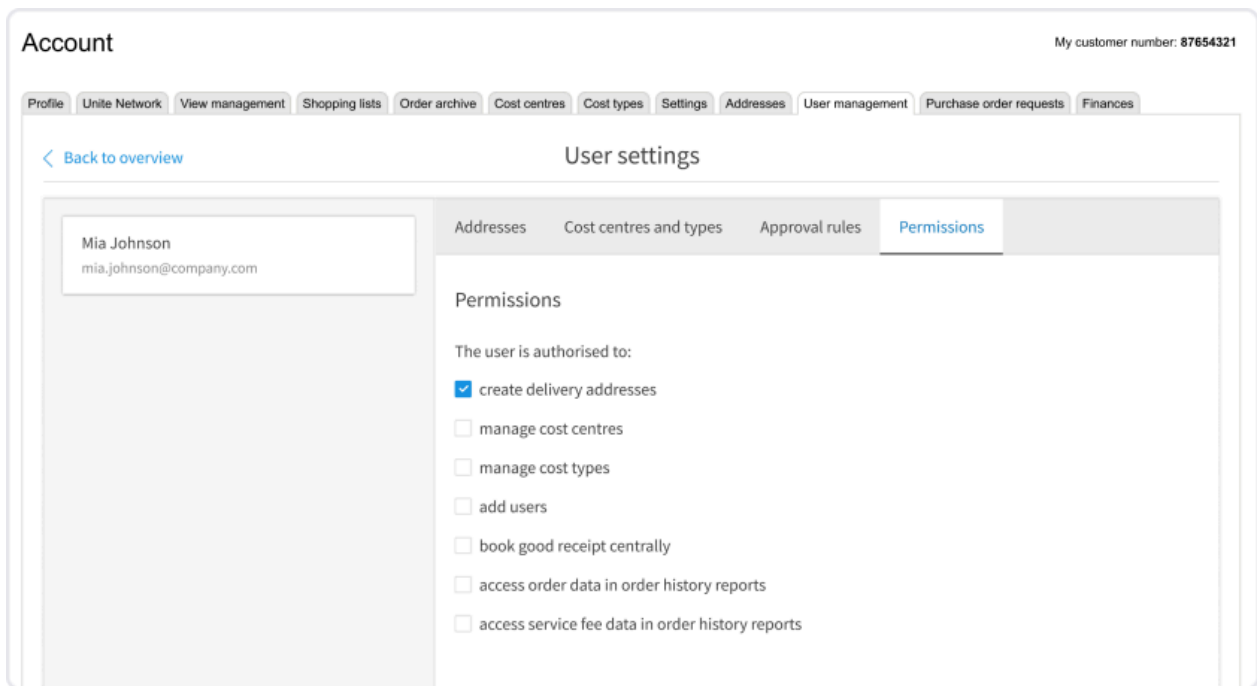 Account
My customer number: 87654321
Profile Unite Network View management Shopping lists Order archive Cost centres Cost types Settings Addresses User management Purchase order requests Finances
Back to overview
User settings
Mia Johnson
mia.johnson@company.com
Addresses Cost centres and types Approval rules Permissions
Permissions
The user is authorised to:
create delivery addresses
manage cost centres
manage cost types
add users
book good receipt centrally
access order data in order history reports
access service fee data in order history reports